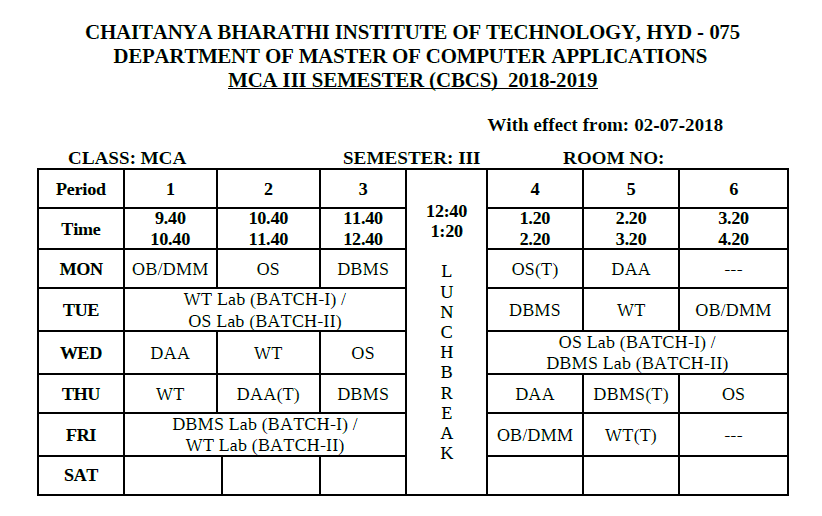 CHAITANYA BHARATHI INSTITUTE OF TECHNOLOGY, HYD - 075
DEPARTMENT OF MASTER OF COMPUTER APPLICATIONS
MCA III SEMESTER (CBCS) 2018-2019
With effect from: 02-07-2018
CLASS: MCA SEMESTER: III ROOM NO:
Period 1 2 3 4 5 6
Time 9.40 10.40 10.40 11.40 11.40 12.40 12:40 1:20 1.20 2.20 2.20 3.20 3.20 4.20
MON OB/DMM OS DBMS OS(T) DAA ---
TUE WT Lab (BATCH-I) / OS Lab (BATCH-II) DBMS WT OB/DMM
WED DAA WT OS OS Lab (BATCH-I) / DBMS Lab (BATCH-II)
THU WT DAA(T) DBMS DAA DBMS(T) OS
FRI DBMS Lab (BATCH-I) / WT Lab (BATCH-II) OB/DMM WT(T) ---
SAT
L
U
N
C
H
B
R
E
A
K